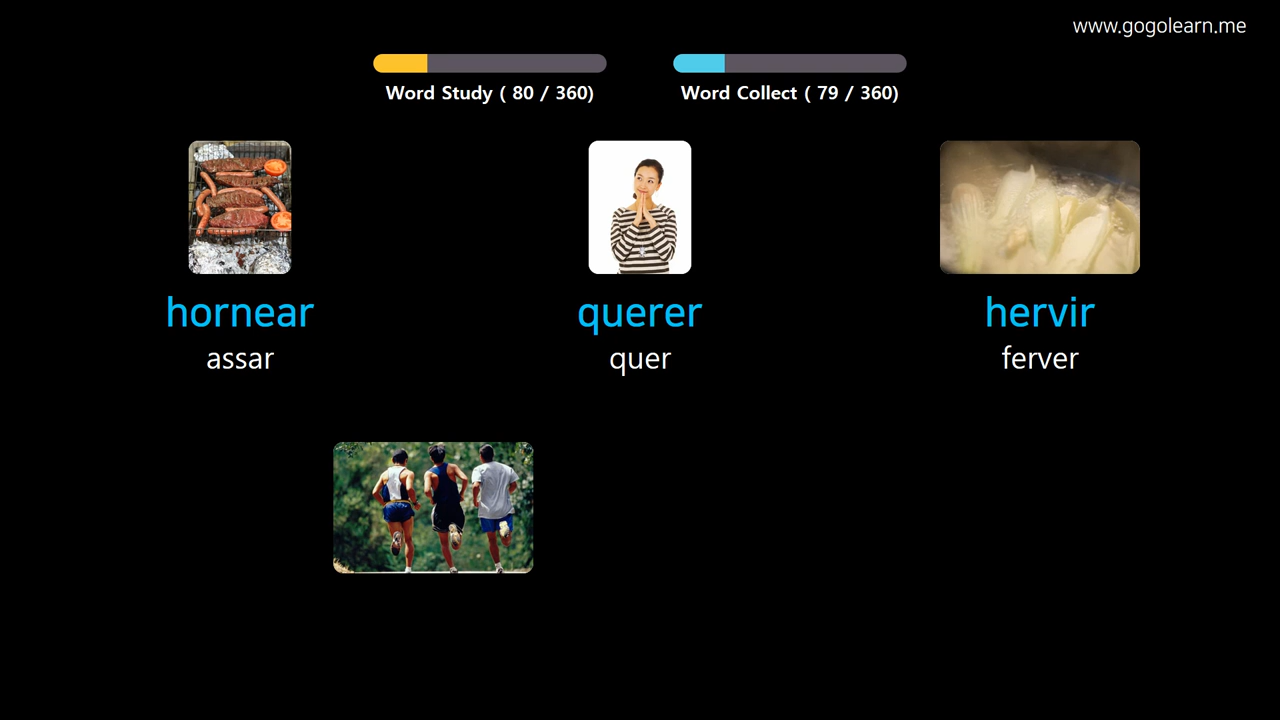 www.gogolearn.me
Word Study ( 80 / 360)
Word Collect ( 79 / 360)
hornear
assar
querer
quer
hervir
ferver